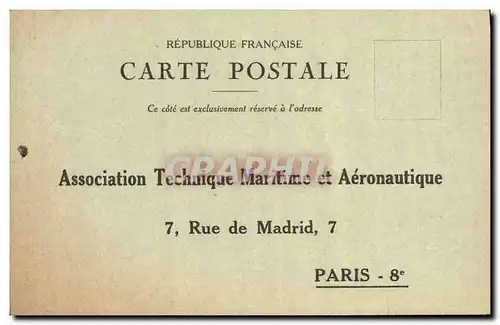 RÉPUBLIQUE FRANÇAISE
CARTE POSTALE
Ce côté est exclusivement réservé à l'adresse
CPAPHIL
Association Technique Maritime et Aéronautique
7, Rue de Madrid, 7
PARIS - 8e